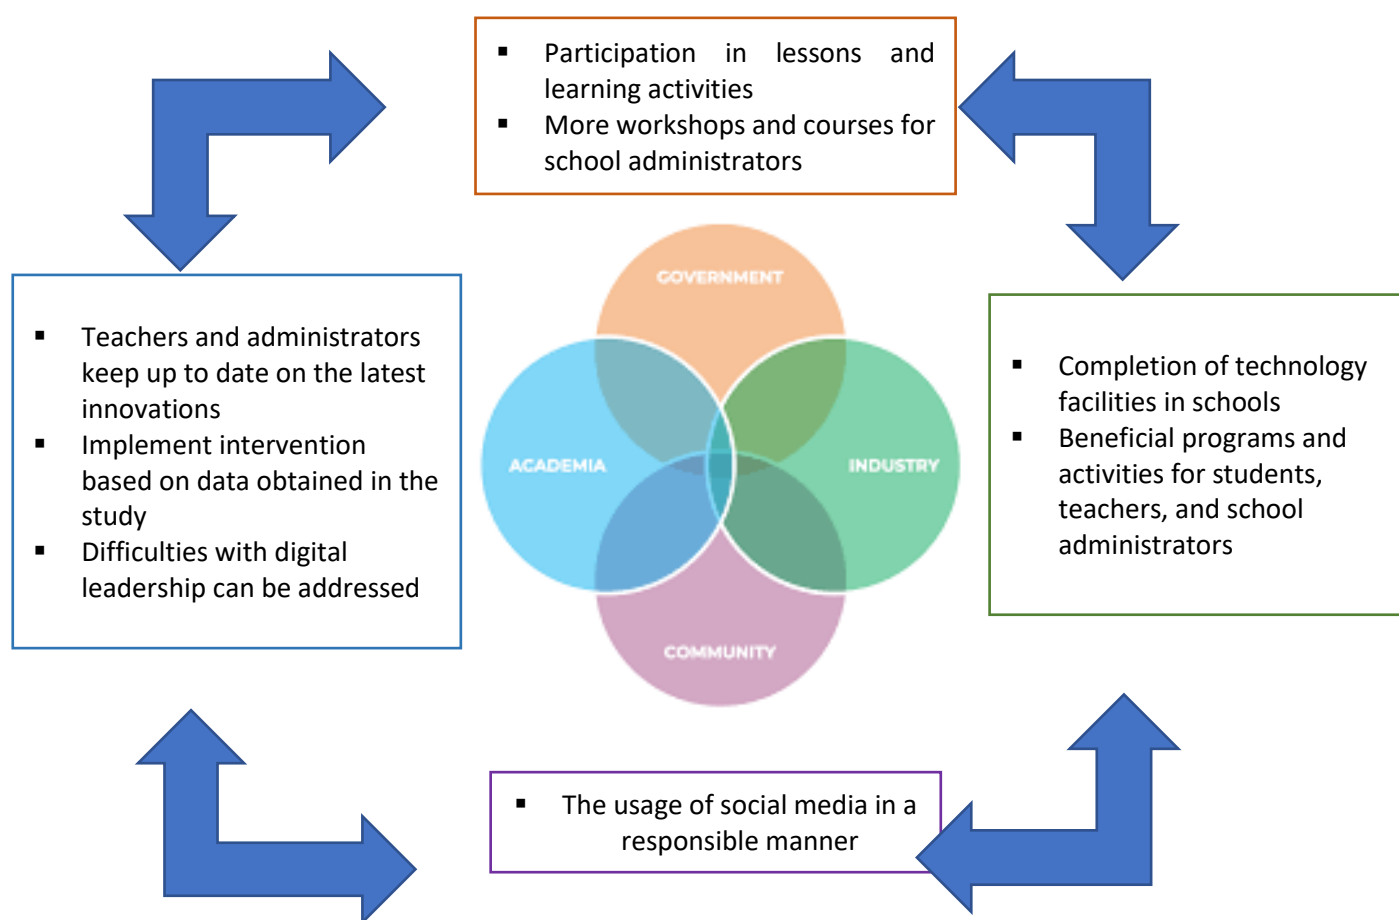 ▪ Participation in lessons and
learning activities
▪ More workshops and courses for
school administrators
GOVERNMENT
▪ Teachers and administrators
keep up to date on the latest
innovations
▪ Implement intervention
based on data obtained in the
study
▪ Difficulties with digital
leadership can be addressed
ACADEMIA
INDUSTRY
▪ Completion of technology
facilities in schools
▪ Beneficial programs and
activities for students,
teachers, and school
administrators
COMMUNITY
▪ The usage of social media in a
responsible manner